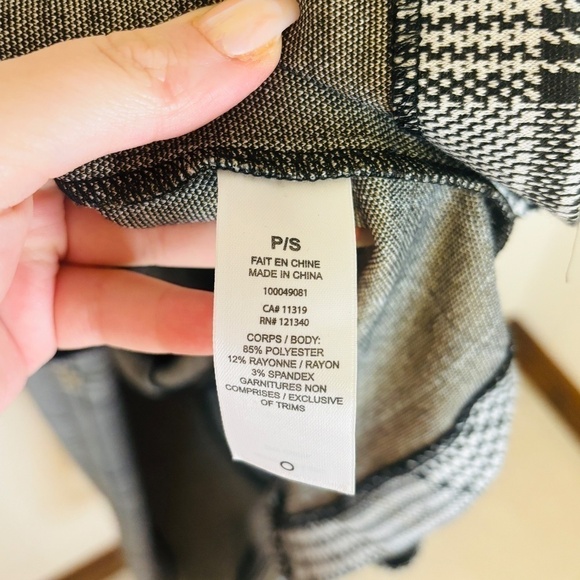 P/S
FAIT EN CHINE
MADE IN CHINA
100049081
CA# 11319
RN# 121340
CORPS / BODY:
85% POLYESTER
12% RAYONNE / RAYON
3% SPANDEX
GARNITURES NON
COMPRISES / EXCLUSIVE
OF TRIMS